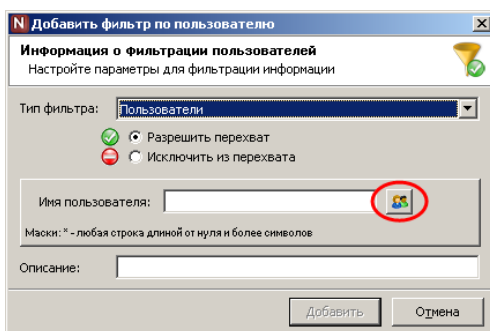 N Добавить фильтр по пользователю
Информация о фильтрации пользователей
Настройте параметры для фильтрации информации
Тип фильтра: Пользователи
Разрешить перехват
Исключить из перехвата
Имя пользователя:
Маски: * - любая строка длиной от нуля и более символов
Описание:
Добавить Отмена